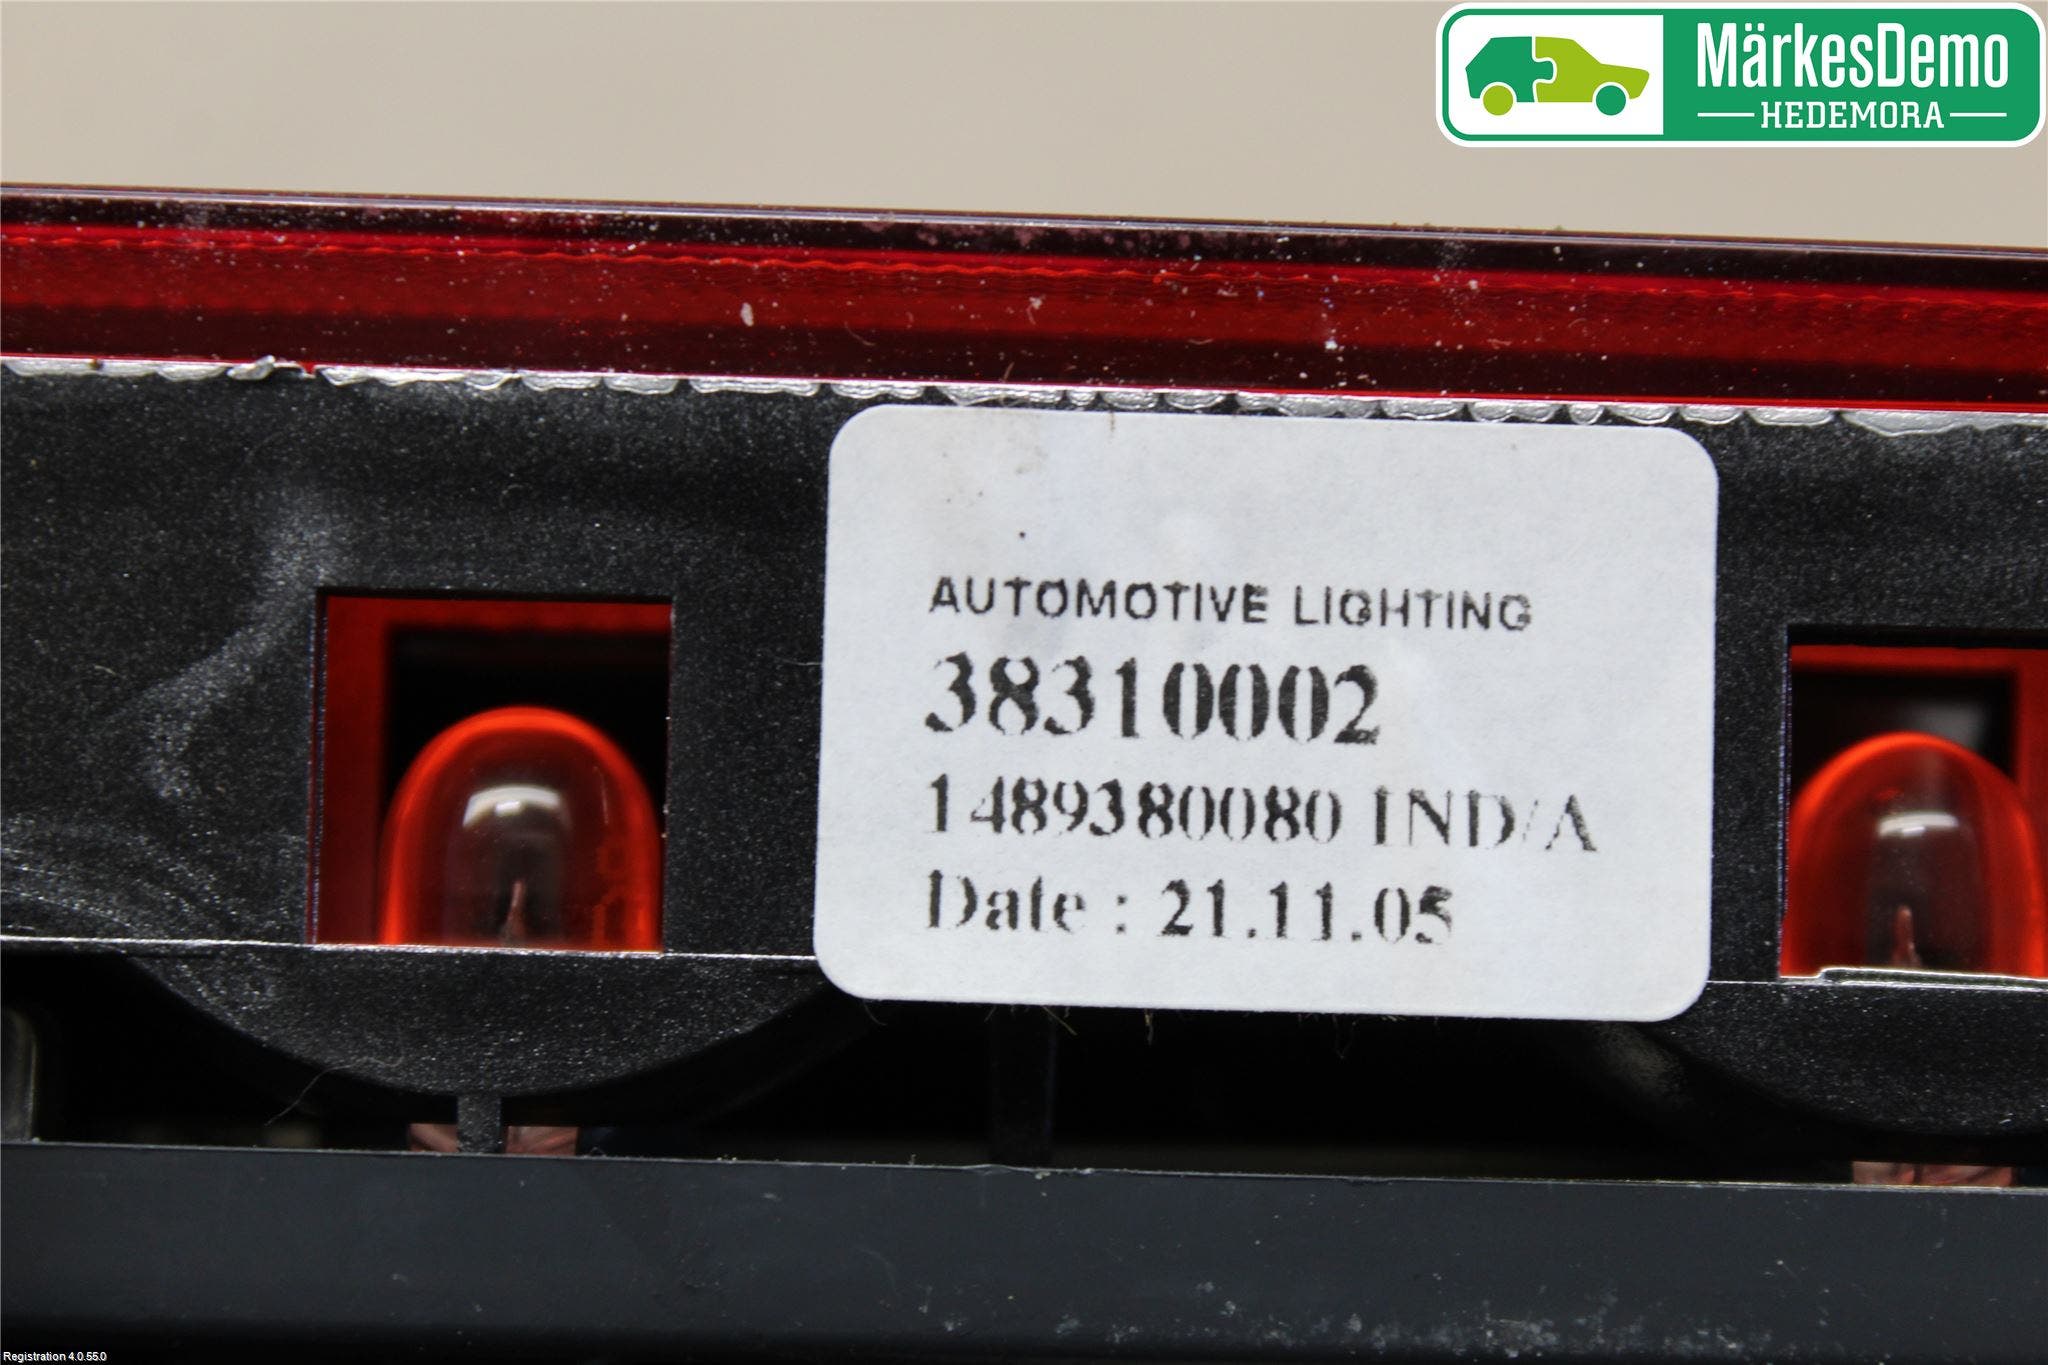 MärkesDemo
HEDEMORA
AUTOMOTIVE LIGHTING
38310002
1489380080 IND/A
Date : 21.11.05
Registration 4.0.55.0